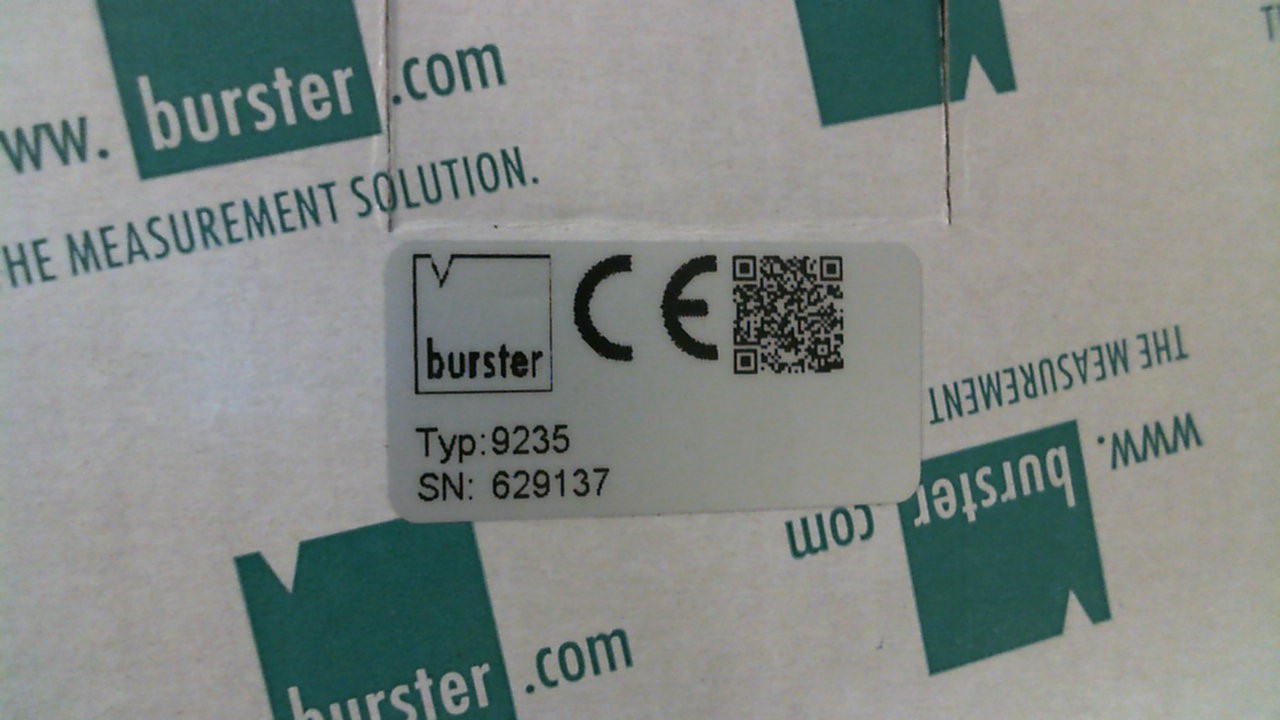 www.burster.com
THE MEASUREMENT SOLUTION.
burster
CE
Typ:9235
SN: 629137
THE MEASUREMENT
www.burster
com
burster.com